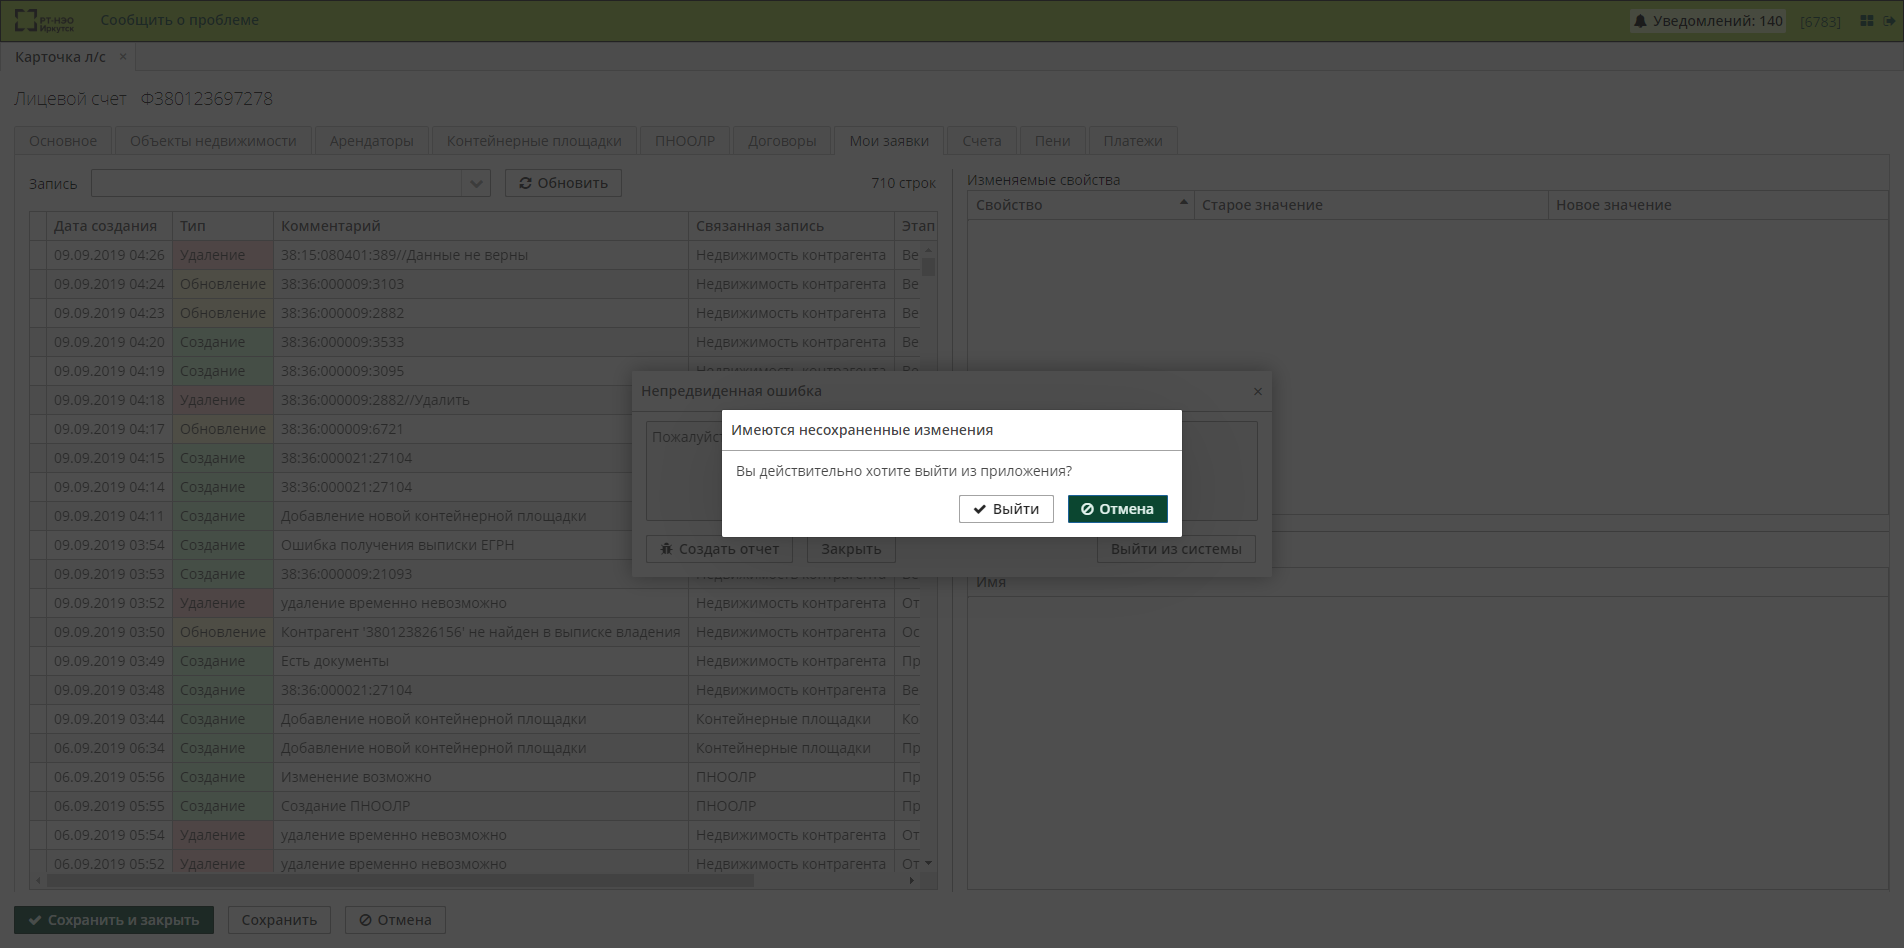 РТ-НЭО
Иркутск
Сообщить о проблеме
Уведомлений: 140
[6783]
Карточка л/с
Лицевой счет Ф380123697278
Основное Объекты недвижимости Арендаторы Контейнерные площадки ПНООЛР Договоры Мои заявки Счета Пени Платежи
Запись Обновить 710 строк
Изменяемые свойства
Свойство Старое значение Новое значение
Дата создания Тип Комментарий Связанная запись Этап
09.09.2019 04:26 Удаление 38:15:080401:389//Данные не верны Недвижимость контрагента Ве
09.09.2019 04:24 Обновление 38:36:000009:3103 Недвижимость контрагента Ве
09.09.2019 04:23 Обновление 38:36:000009:2882 Недвижимость контрагента Ве
09.09.2019 04:20 Создание 38:36:000009:3533 Недвижимость контрагента Ве
09.09.2019 04:19 Создание 38:36:000009:3095 Недвижимость контрагента Ве
09.09.2019 04:18 Удаление 38:36:000009:2882//Удалить
09.09.2019 04:17 Обновление 38:36:000009:6721
09.09.2019 04:15 Создание 38:36:000021:27104
09.09.2019 04:14 Создание 38:36:000021:27104
09.09.2019 04:11 Создание Добавление новой контейнерной площадки
09.09.2019 03:54 Создание Ошибка получения выписки ЕГРН
09.09.2019 03:53 Создание 38:36:000009:21093 Недвижимость контрагента Ве
09.09.2019 03:52 Удаление удаление временно невозможно Недвижимость контрагента От
09.09.2019 03:50 Обновление Контрагент '380123826156' не найден в выписке владения Недвижимость контрагента Ос
09.09.2019 03:49 Создание Есть документы Недвижимость контрагента Пр
09.09.2019 03:48 Создание 38:36:000021:27104 Недвижимость контрагента Ве
09.09.2019 03:44 Создание Добавление новой контейнерной площадки Контейнерные площадки Ко
06.09.2019 06:34 Создание Добавление новой контейнерной площадки Контейнерные площадки Пр
06.09.2019 05:56 Создание Изменение возможно ПНООЛР Пр
06.09.2019 05:55 Создание Создание ПНООЛР ПНООЛР Пр
06.09.2019 05:54 Удаление удаление временно невозможно Недвижимость контрагента От
06.09.2019 05:52 Удаление удаление временно невозможно Недвижимость контрагента От
Имя
Непредвиденная ошибка
Пожалуйст
Создать отчет Закрыть Выйти из системы
Имеются несохраненные изменения
Вы действительно хотите выйти из приложения?
Выйти Отмена
Сохранить и закрыть Сохранить Отмена